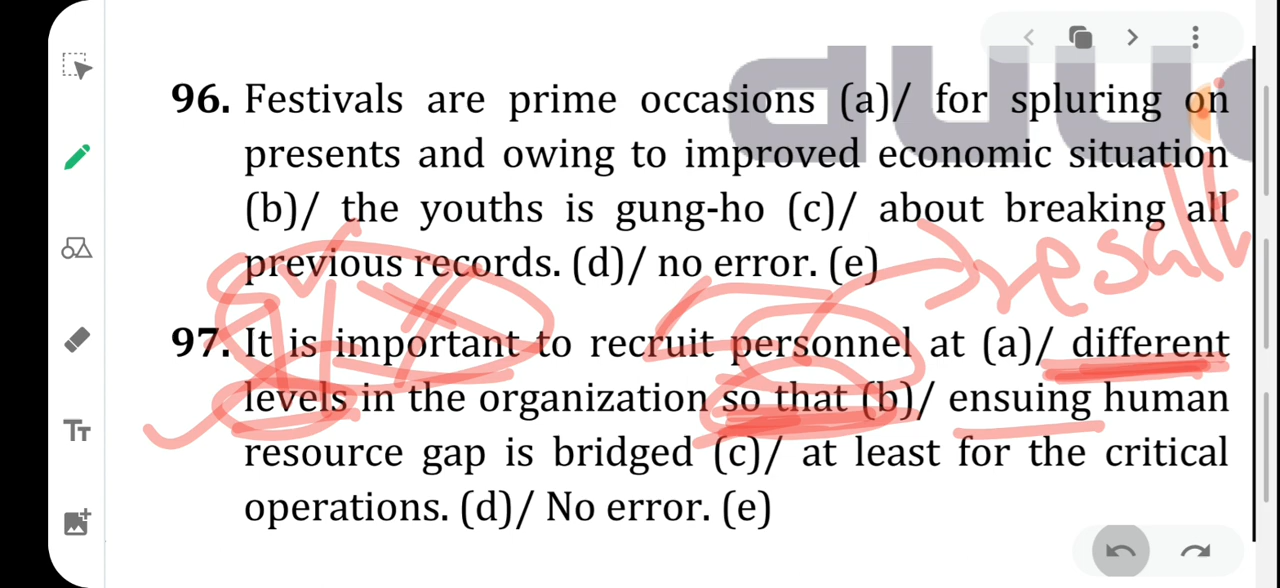 96. Festivals are prime occasions (a)/ for spluring on
presents and owing to improved economic situation
(b)/ the youths is gung-ho (c)/ about breaking all
previous records. (d)/ no error. (e)
result
97. It is important to recruit personnel at (a)/ different
levels in the organization so that (b)/ ensuing human
resource gap is bridged (c)/ at least for the critical
operations. (d)/ No error. (e)
TT